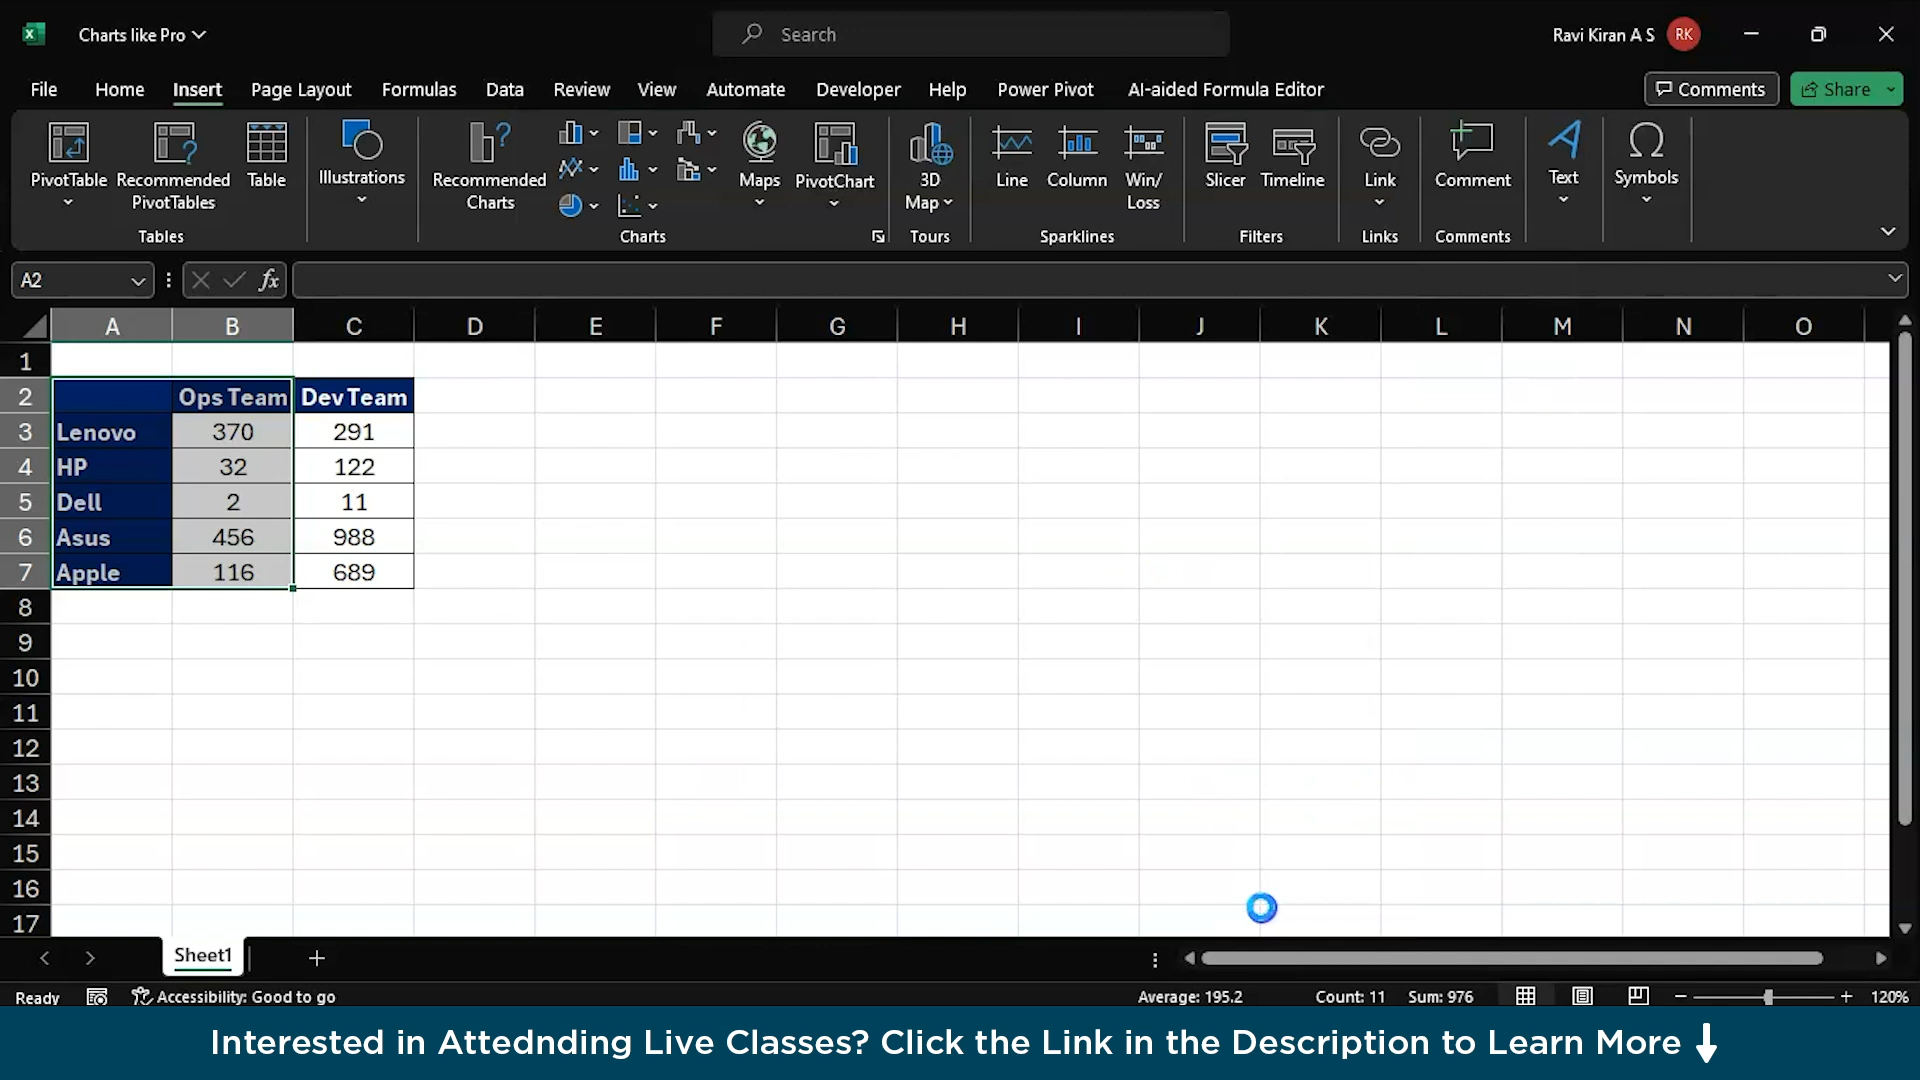 Charts like Pro
Search
Ravi Kiran A S
RK
File Home Insert Page Layout Formulas Data Review View Automate Developer Help Power Pivot AI-aided Formula Editor
Comments
Share
PivotTable
Recommended
PivotTables
Table
Tables
Illustrations
Recommended
Charts
Maps
PivotChart
Charts
3D
Map
Tours
Line
Column
Win/
Loss
Sparklines
Slicer
Timeline
Filters
Link
Links
Comment
Comments
Text
Symbols
A2
fx
A B C D E F G H I J K L M N O
1
2 Ops Team Dev Team
3 Lenovo 370 291
4 HP 32 122
5 Dell 2 11
6 Asus 456 988
7 Apple 116 689
8
9
10
11
12
13
14
15
16
17
Sheet1
Ready
Accessibility: Good to go
Average: 195.2
Count: 11
Sum: 976
120%
Interested in Attednding Live Classes? Click the Link in the Description to Learn More